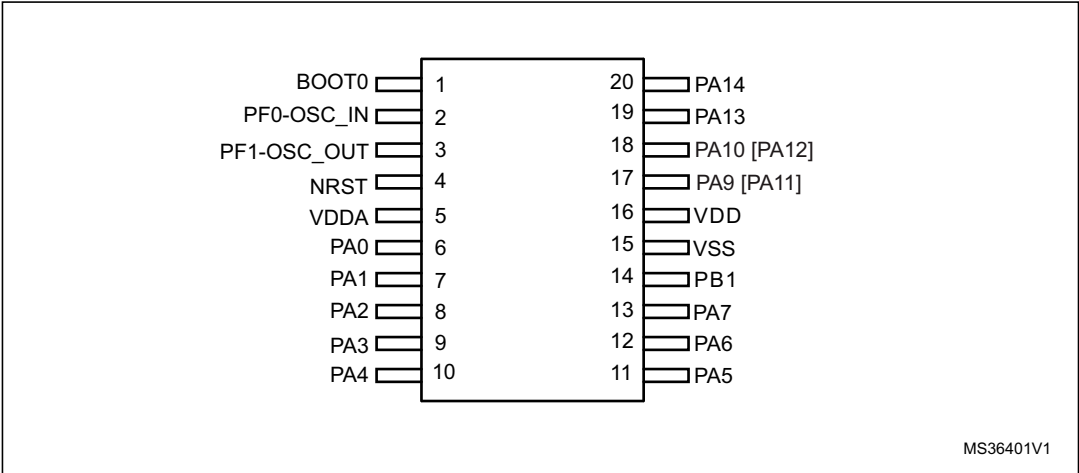 BOOT0 1 20 PA14
PF0-OSC_IN 2 19 PA13
PF1-OSC_OUT 3 18 PA10 [PA12]
NRST 4 17 PA9 [PA11]
VDDA 5 16 VDD
PA0 6 15 VSS
PA1 7 14 PB1
PA2 8 13 PA7
PA3 9 12 PA6
PA4 10 11 PA5
MS36401V1